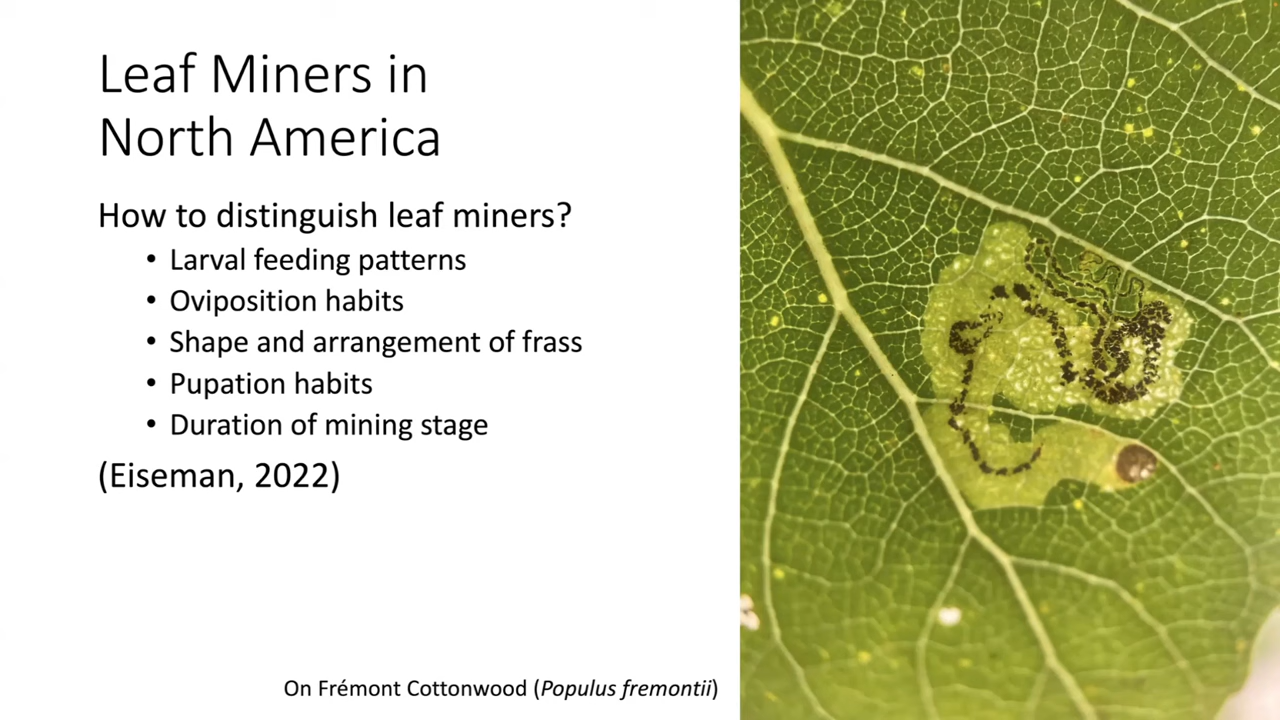 Leaf Miners in
North America
How to distinguish leaf miners?
• Larval feeding patterns
• Oviposition habits
• Shape and arrangement of frass
• Pupation habits
• Duration of mining stage
(Eiseman, 2022)
On Frémont Cottonwood (Populus fremontii)